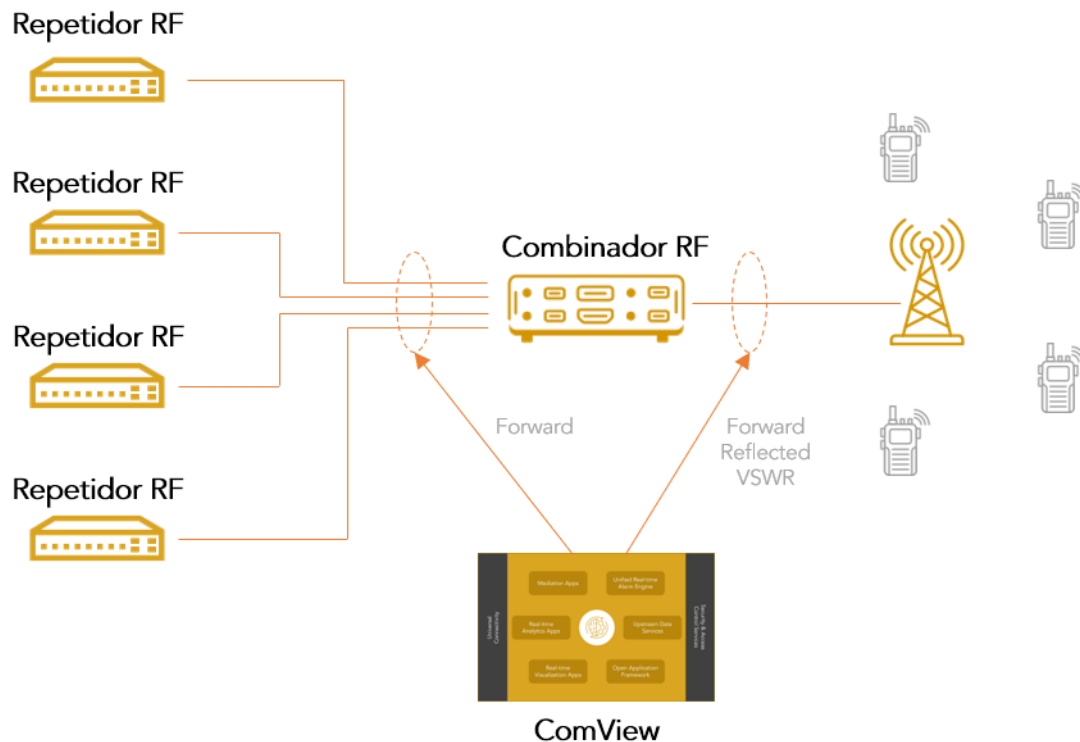 Repetidor RF
Repetidor RF
Combinador RF
Repetidor RF
Forward
Forward
Reflected
VSWR
Repetidor RF
Mediation Apps
Unified Real-time
Alarm Engine
Real-time
Analytics Apps
Upstream Data
Services
Real-time
Visualization Apps
Open Application
Framework
Universal
Connectivity
Security & Access
Control Services
ComView